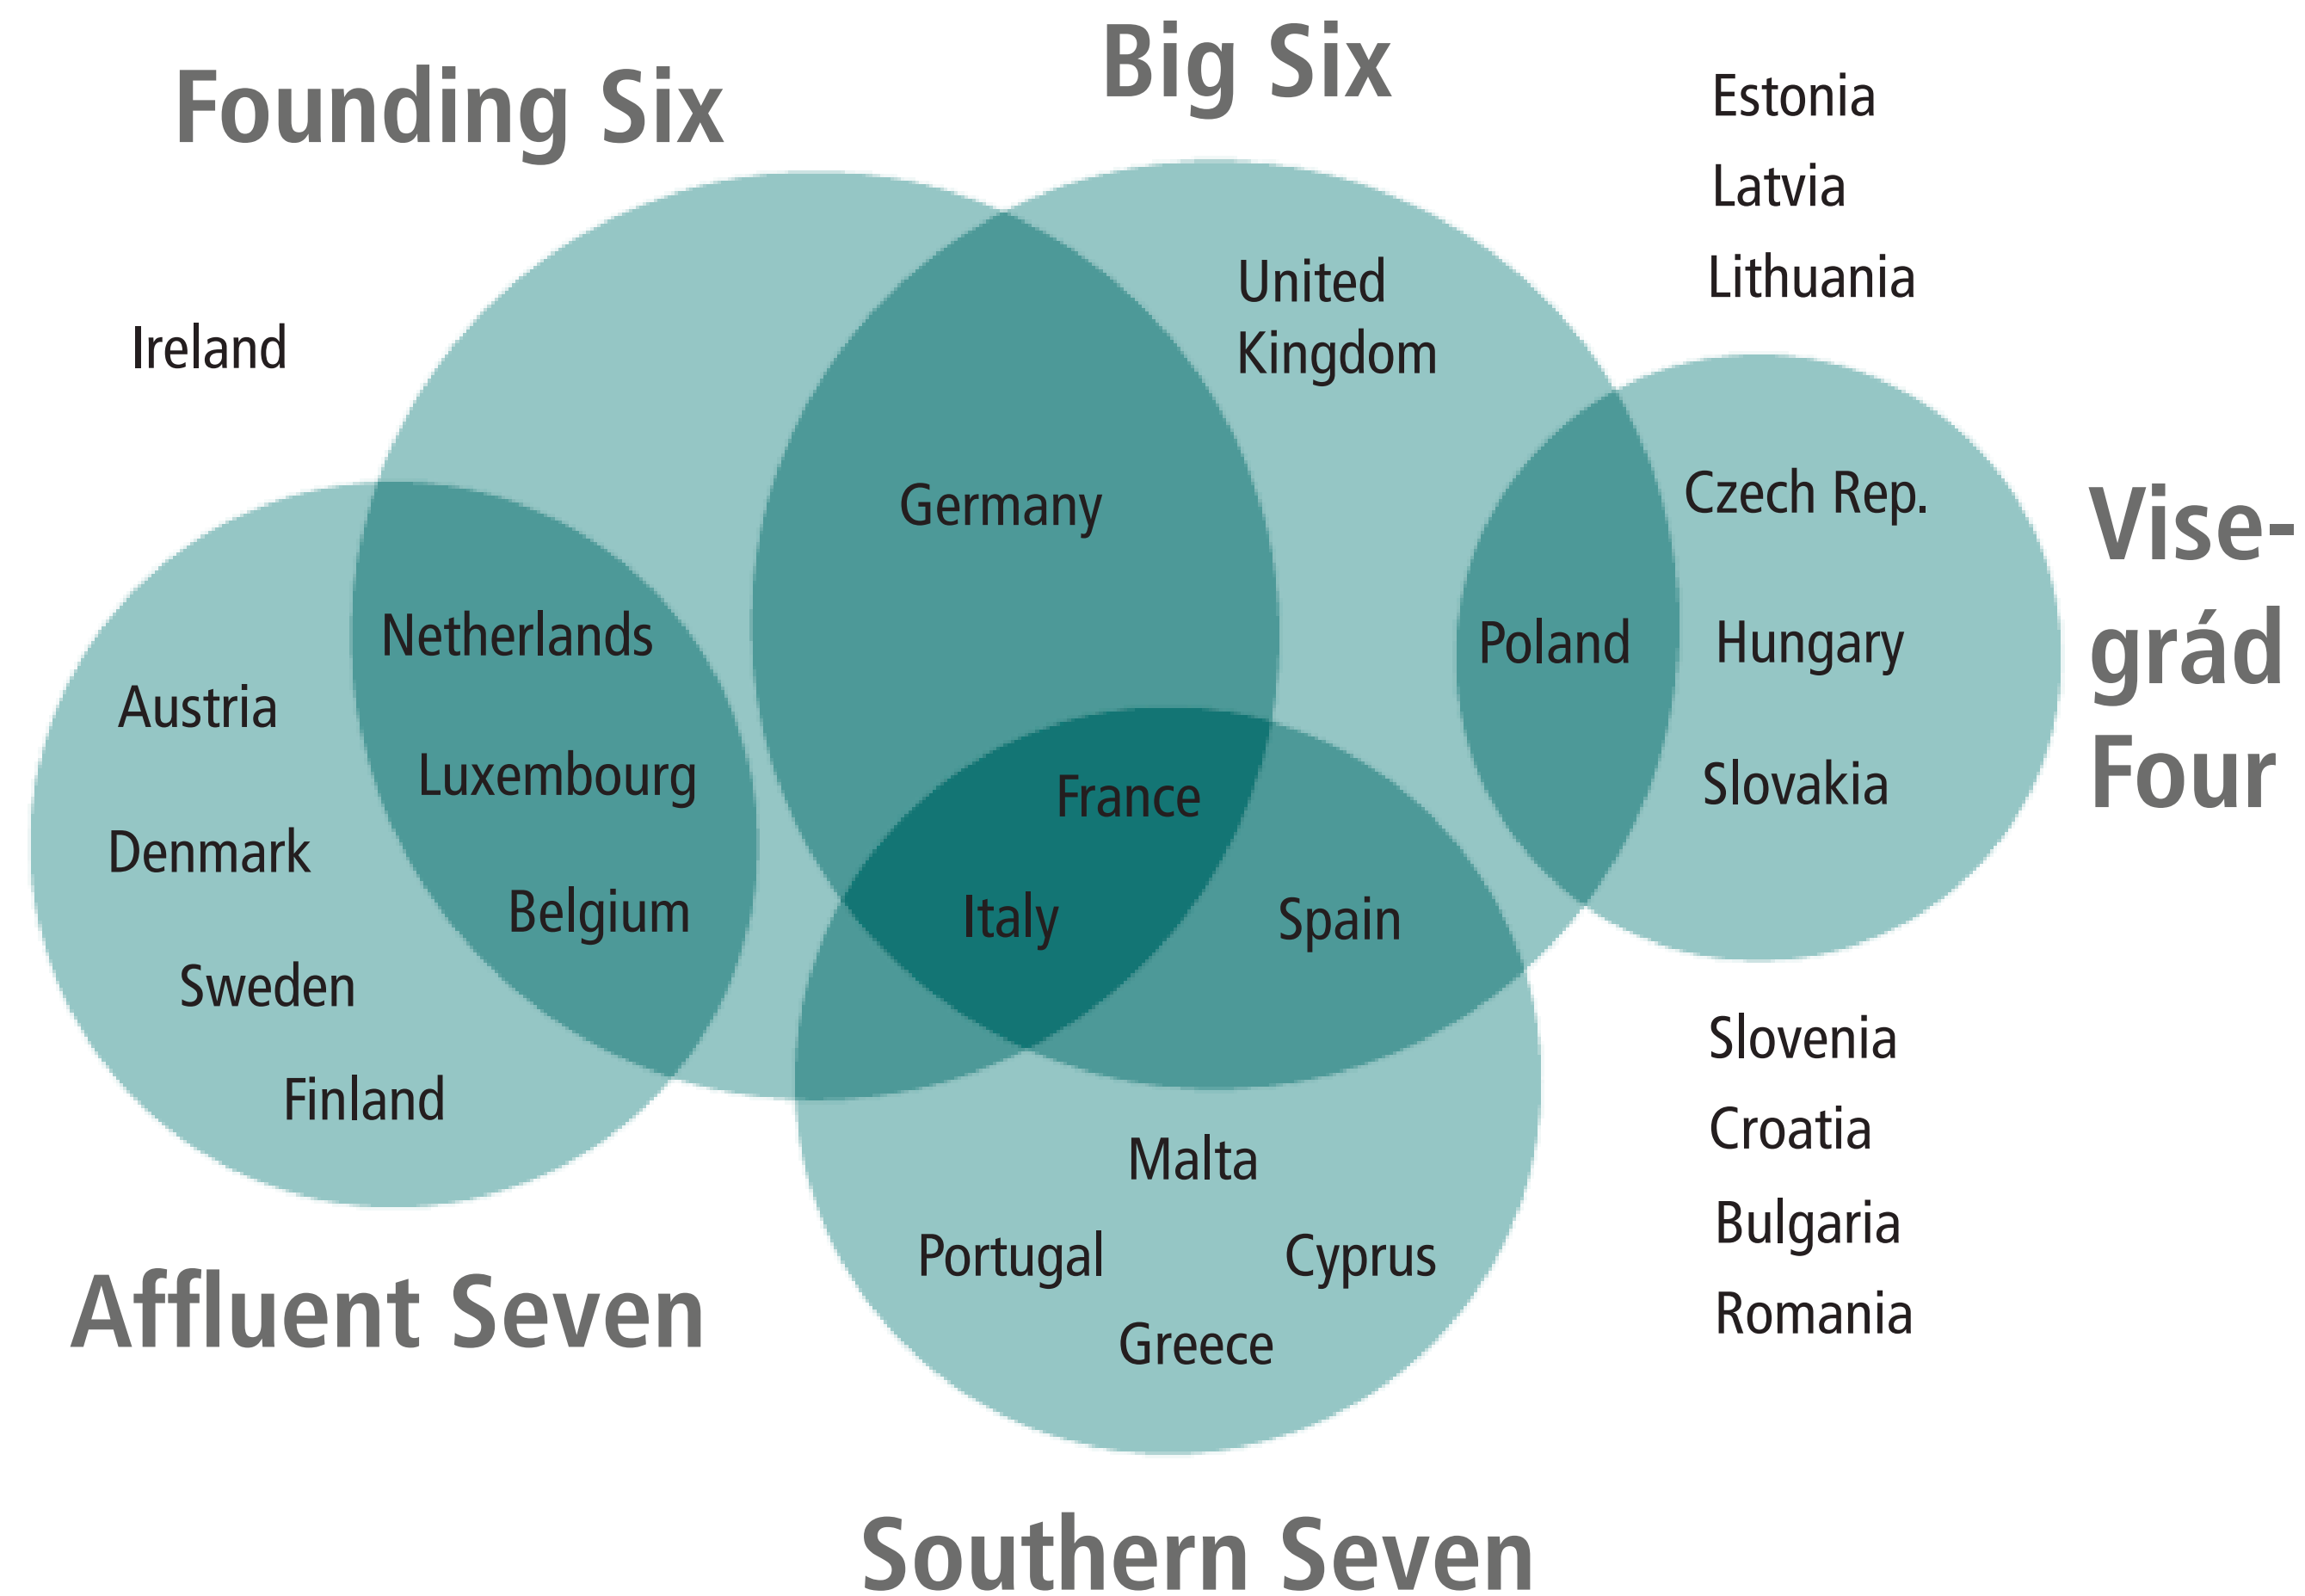 Founding Six
Big Six
Estonia
Latvia
Lithuania
Ireland
United
Kingdom
Germany
Czech Rep.
Vise-
grád
Four
Netherlands
Poland
Hungary
Austria
Luxembourg
France
Slovakia
Denmark
Belgium
Italy
Spain
Sweden
Finland
Slovenia
Croatia
Malta
Bulgaria
Portugal
Cyprus
Affluent Seven
Greece
Romania
Southern Seven